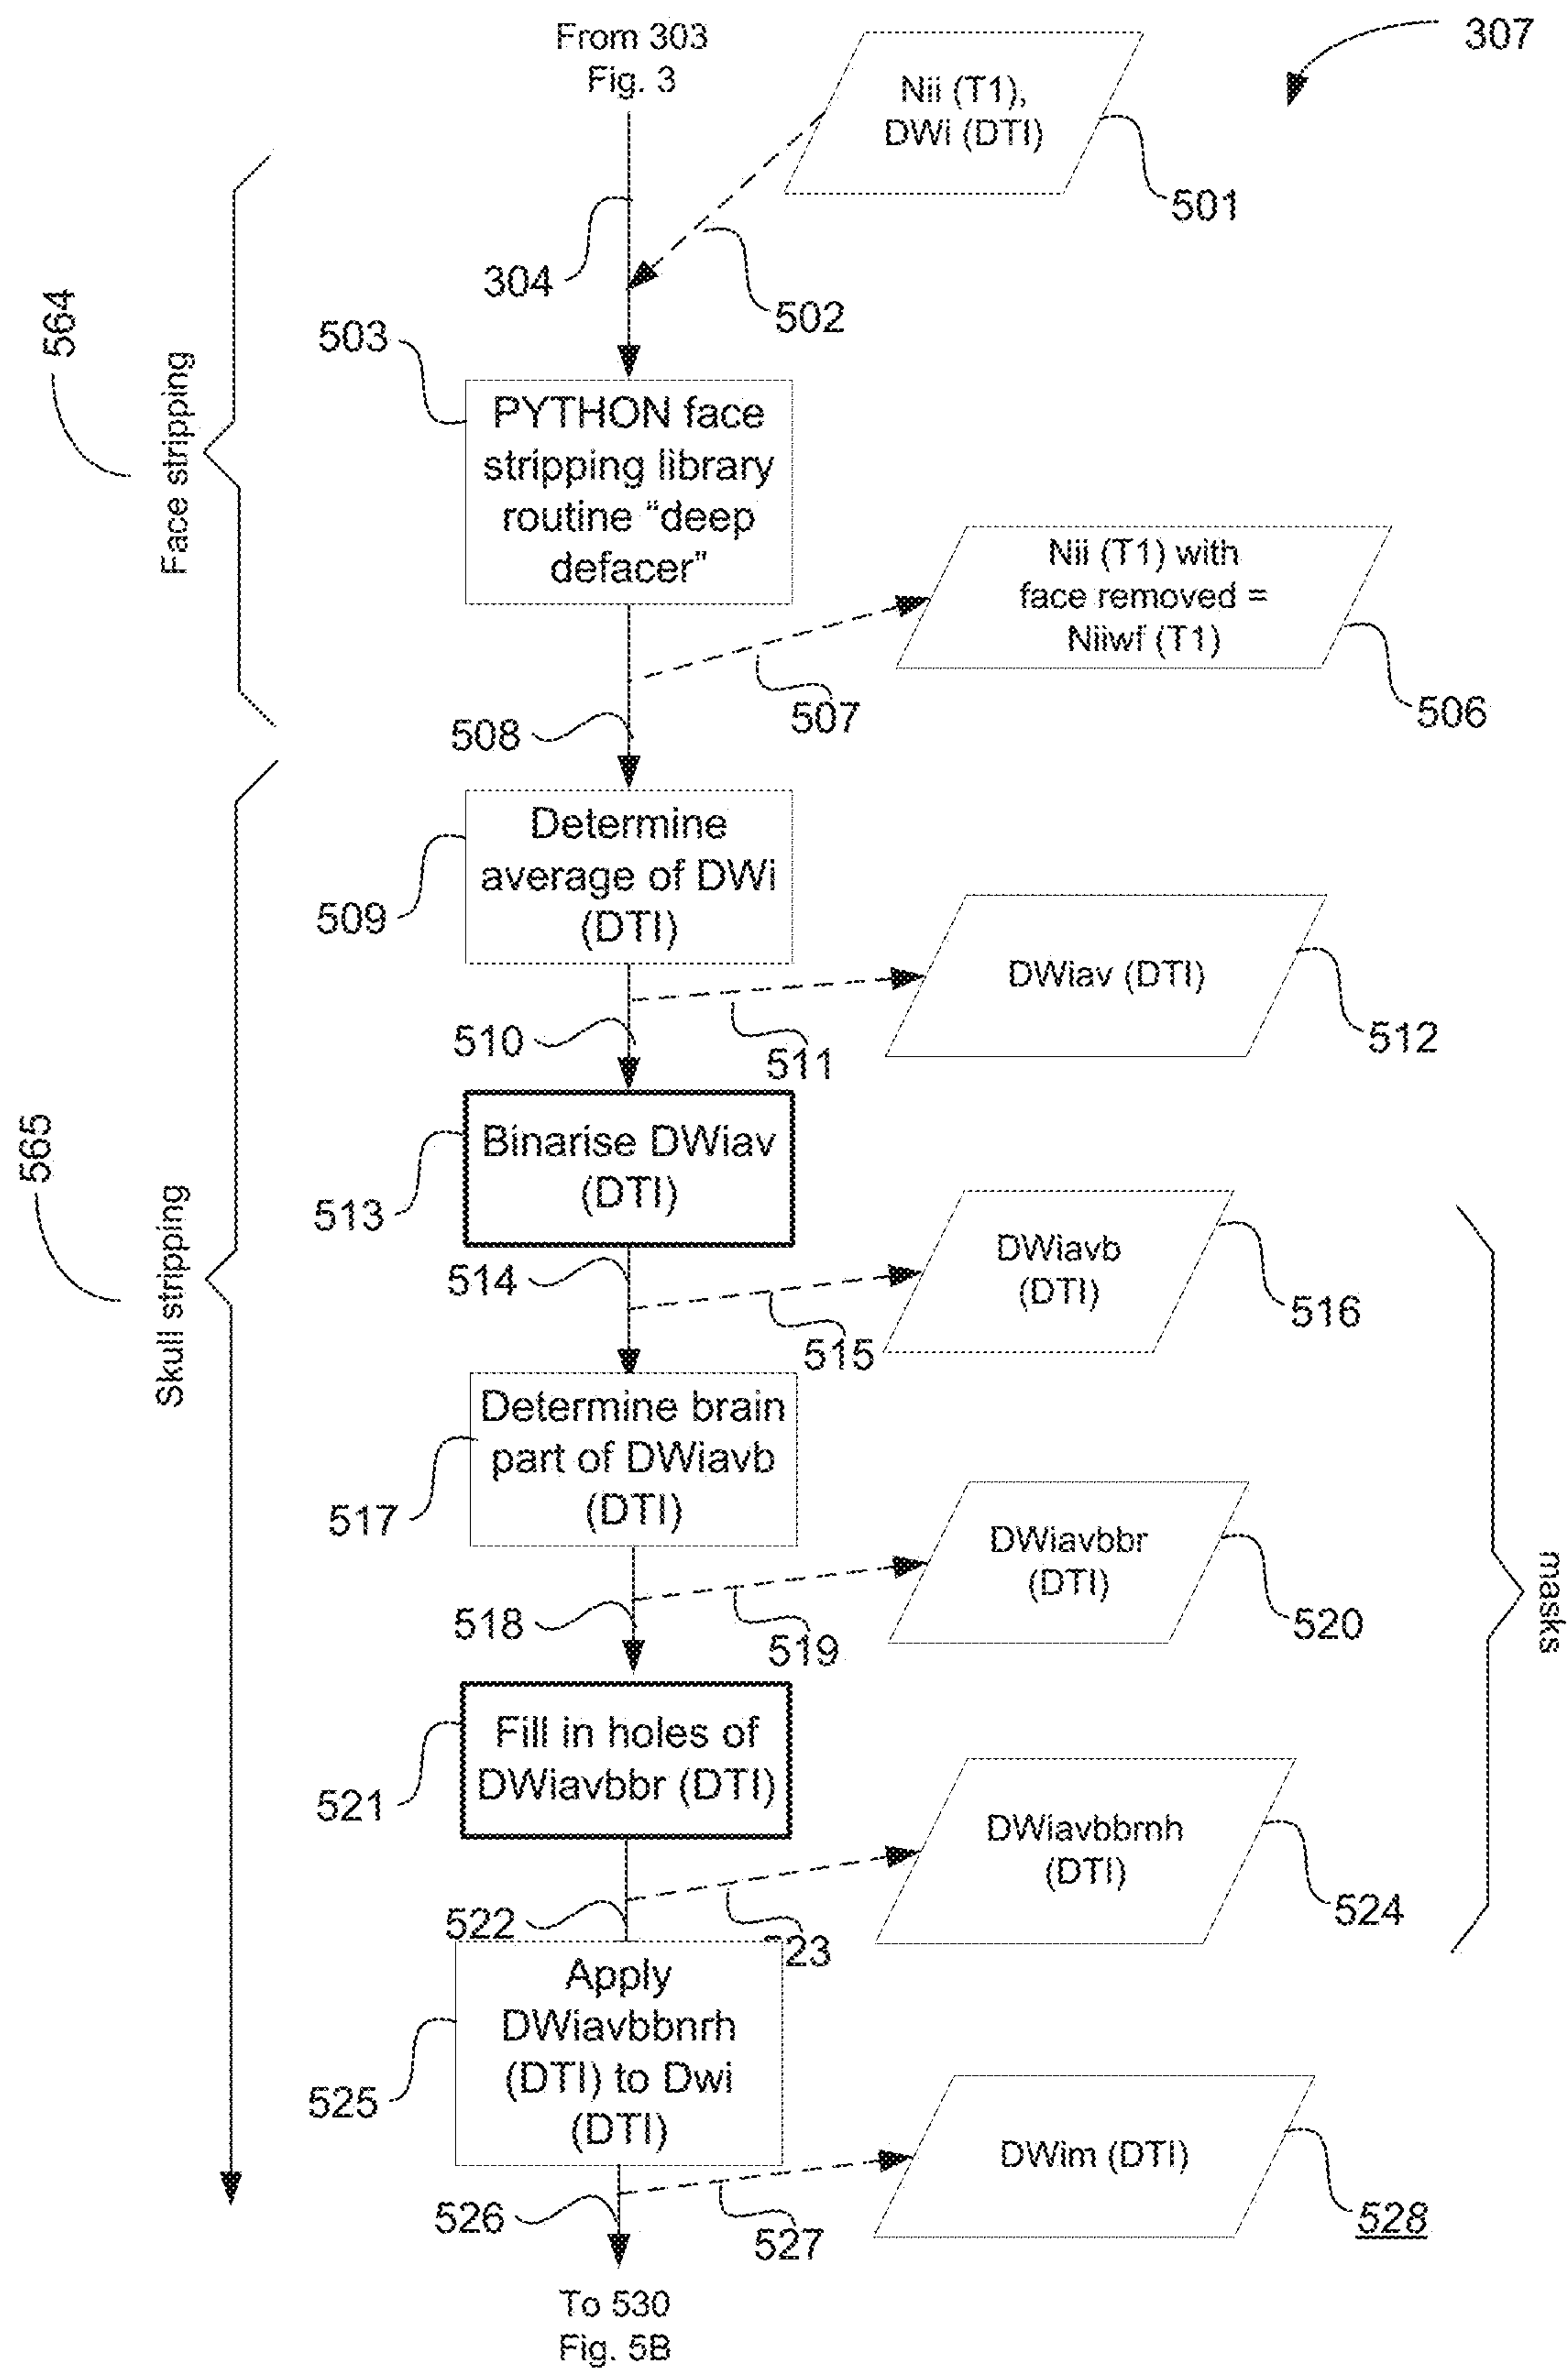 From 303
Fig. 3
307
Nii (T1),
DWi (DTI)
501
304
502
564
Face stripping
503
PYTHON face
stripping library
routine “deep
defacer”
Nii (T1) with
face removed =
Niiwf (T1)
506
507
508
Determine
average of DWi
(DTI)
509
DWiav (DTI)
512
510
511
565
Skull stripping
Binarise DWiav
(DTI)
513
DWiavb
(DTI)
516
514
515
Determine brain
part of DWiavb
(DTI)
517
DWiavbbr
(DTI)
520
masks
518
519
Fill in holes of
DWiavbbr (DTI)
521
DWiavbbrnh
(DTI)
524
522
523
Apply
DWiavbbnrh
(DTI) to Dwi
(DTI)
525
DWim (DTI)
528
526
527
To 530
Fig. 5B